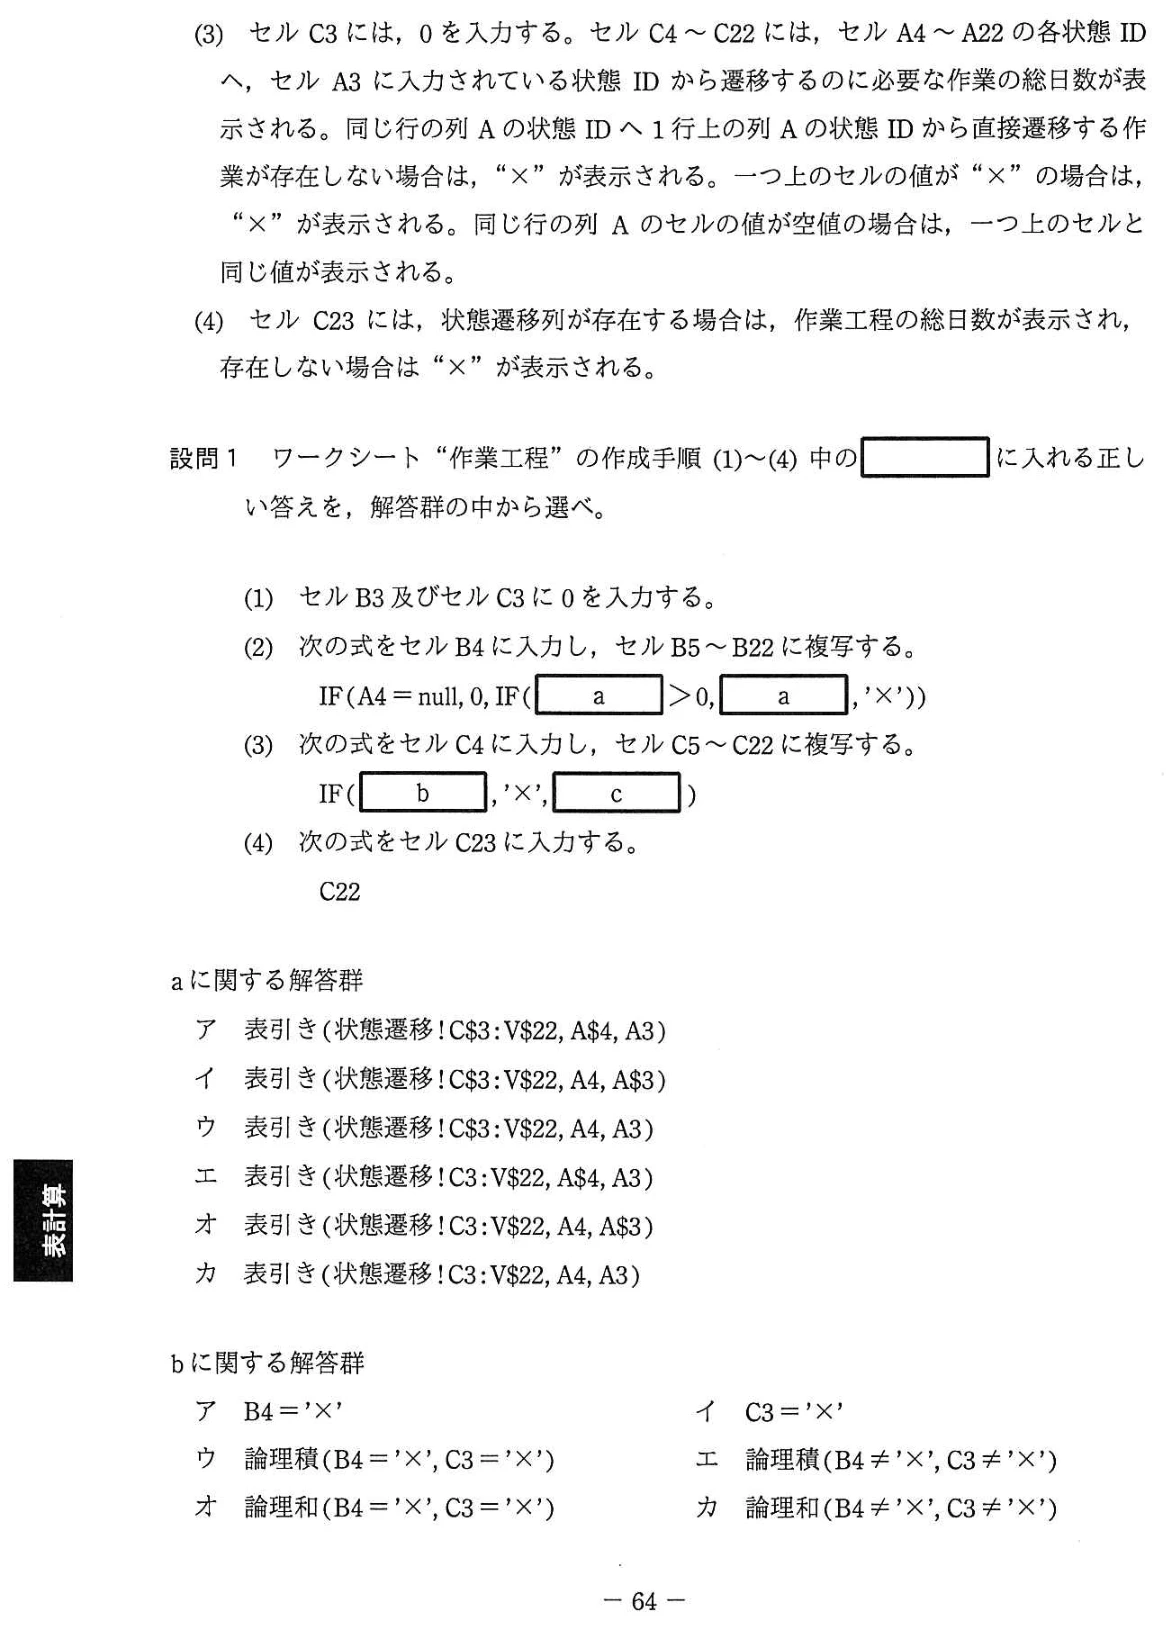 (3) セル C3 には，0 を入力する。セル C4 ～ C22 には，セル A4 ～ A22 の各状態 ID
へ，セル A3 に入力されている状態 ID から遷移するのに必要な作業の総日数が表
示される。同じ行の列 A の状態 ID へ 1 行上の列 A の状態 ID から直接遷移する作
業が存在しない場合は，“×” が表示される。一つ上のセルの値が “×” の場合は，
“×” が表示される。同じ行の列 A のセルの値が空値の場合は，一つ上のセルと
同じ値が表示される。
(4) セル C23 には，状態遷移列が存在する場合は，作業工程の総日数が表示され，
存在しない場合は “×” が表示される。
設問 1 ワークシート “作業工程” の作成手順 (1)～(4) 中の に入れる正し
い答えを，解答群の中から選べ。
(1) セル B3 及びセル C3 に 0 を入力する。
(2) 次の式をセル B4 に入力し，セル B5～B22 に複写する。
IF(A4＝null, 0, IF( a ＞0, a , ’×’))
(3) 次の式をセル C4 に入力し，セル C5～C22 に複写する。
IF( b , ’×’, c )
(4) 次の式をセル C23 に入力する。
C22
a に関する解答群
ア 表引き(状態遷移!C$3:V$22, A$4, A3)
イ 表引き(状態遷移!C$3:V$22, A4, A$3)
ウ 表引き(状態遷移!C$3:V$22, A4, A3)
エ 表引き(状態遷移!C3:V$22, A$4, A3)
オ 表引き(状態遷移!C3:V$22, A4, A$3)
カ 表引き(状態遷移!C3:V$22, A4, A3)
表計算
b に関する解答群
ア B4＝’×’ イ C3＝’×’
ウ 論理積(B4＝’×’, C3＝’×’) エ 論理積(B4≠’×’, C3≠’×’)
オ 論理和(B4＝’×’, C3＝’×’) カ 論理和(B4≠’×’, C3≠’×’)
－ 64 －